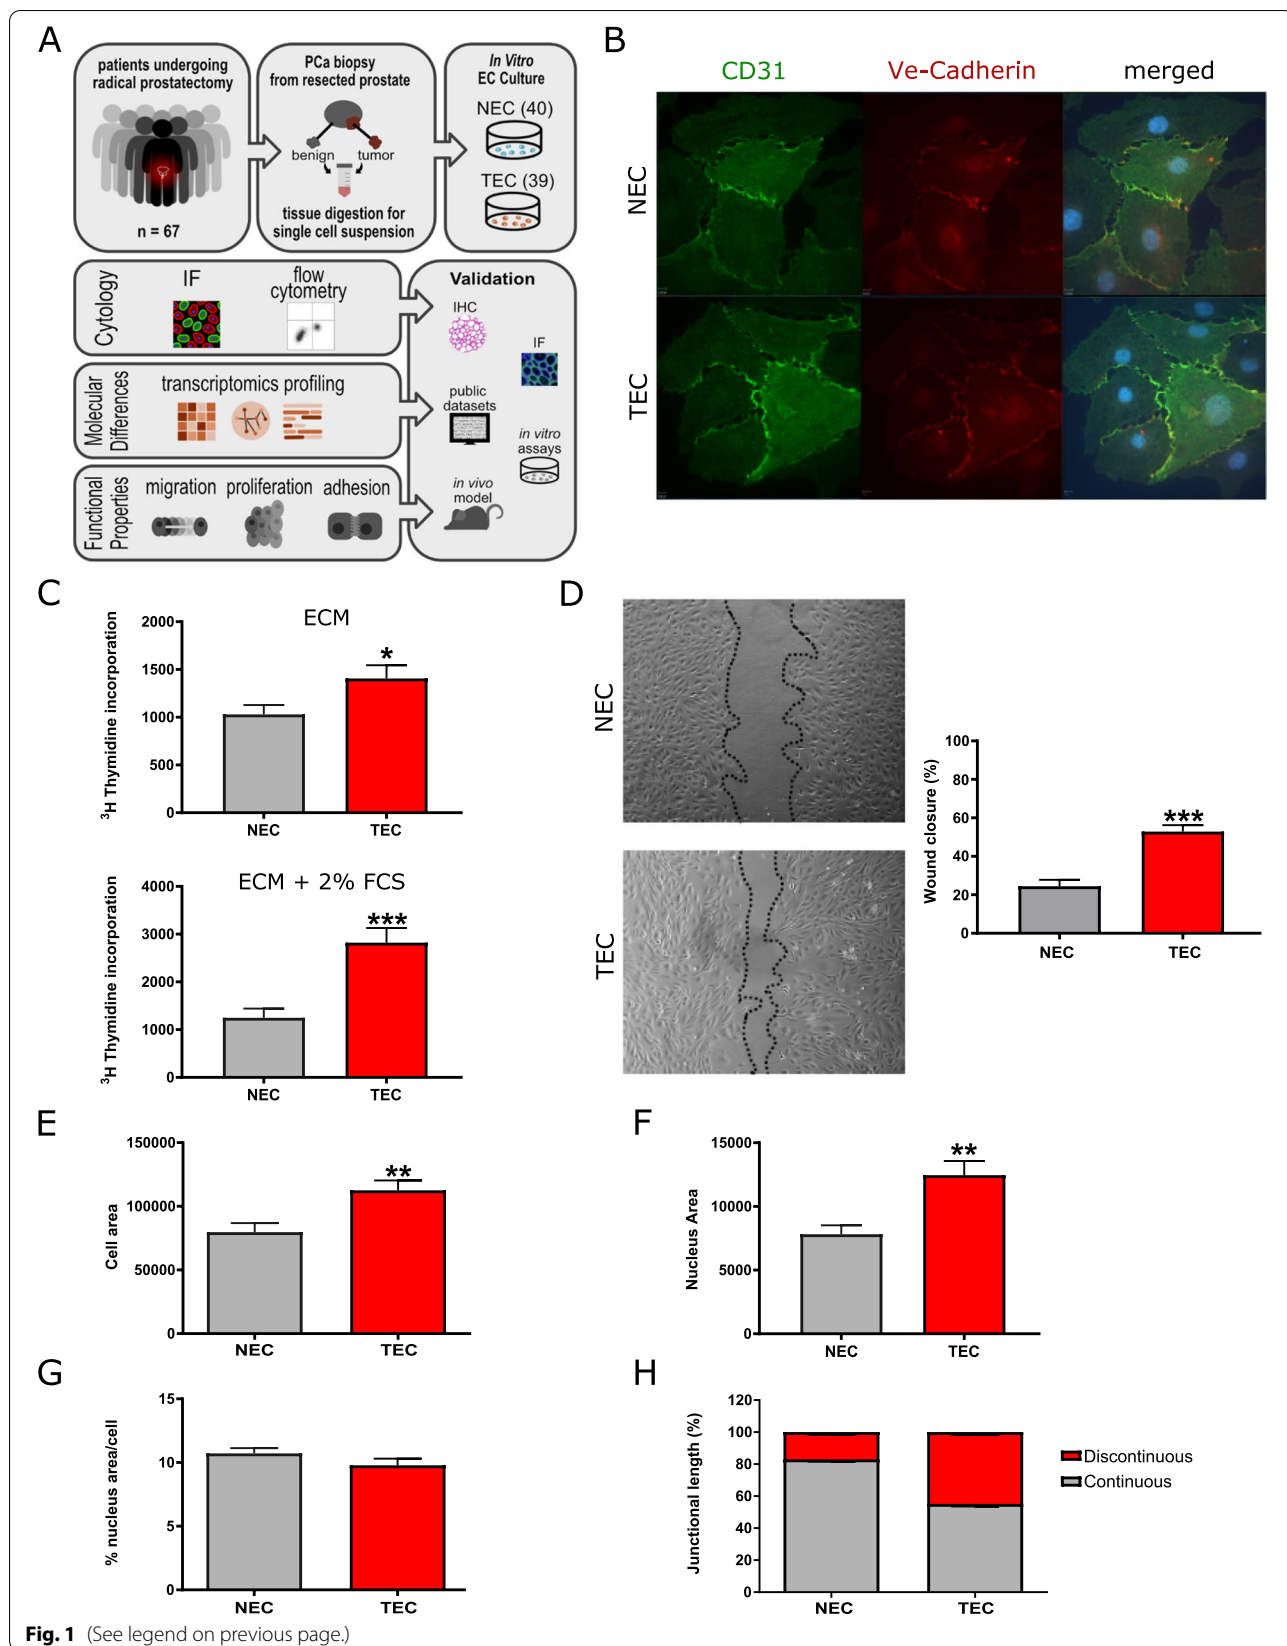 A
patients undergoing
radical prostatectomy
n = 67
PCa biopsy
from resected prostate
benign
tumor
tissue digestion for
single cell suspension
In Vitro
EC Culture
NEC (40)
TEC (39)
Cytology
IF
flow
cytometry
Molecular
Differences
transcriptomics profiling
Functional
Properties
migration
proliferation
adhesion
Validation
IHC
IF
public
datasets
in vitro
assays
in vivo
model
B
CD31
Ve-Cadherin
merged
NEC
TEC
C
ECM
³H Thymidine incorporation
2000
1500
1000
500
0
*
NEC
TEC
ECM + 2% FCS
³H Thymidine incorporation
4000
3000
2000
1000
0
***
NEC
TEC
D
NEC
TEC
Wound closure (%)
100
80
60
40
20
0
***
NEC
TEC
E
Cell area
150000
100000
50000
0
**
NEC
TEC
F
Nucleus Area
15000
10000
5000
0
**
NEC
TEC
G
% nucleus area/cell
15
10
5
0
NEC
TEC
H
Junctional length (%)
120
100
80
60
40
20
0
NEC
TEC
Discontinuous
Continuous
Fig. 1 (See legend on previous page.)